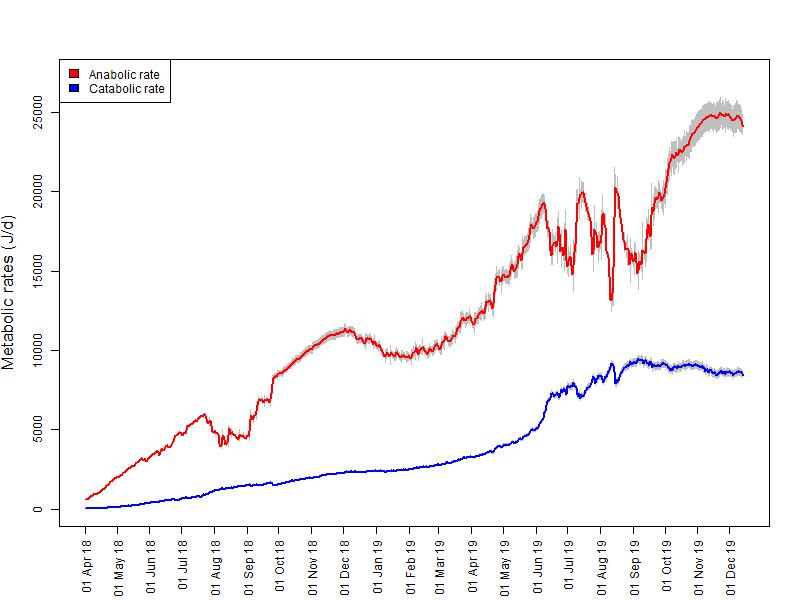 Anabolic rate
Catabolic rate
Metabolic rates (J/d)
25000
20000
15000
10000
5000
0
01 Apr 18
01 May 18
01 Jun 18
01 Jul 18
01 Aug 18
01 Sep 18
01 Oct 18
01 Nov 18
01 Dec 18
01 Jan 19
01 Feb 19
01 Mar 19
01 Apr 19
01 May 19
01 Jun 19
01 Jul 19
01 Aug 19
01 Sep 19
01 Oct 19
01 Nov 19
01 Dec 19